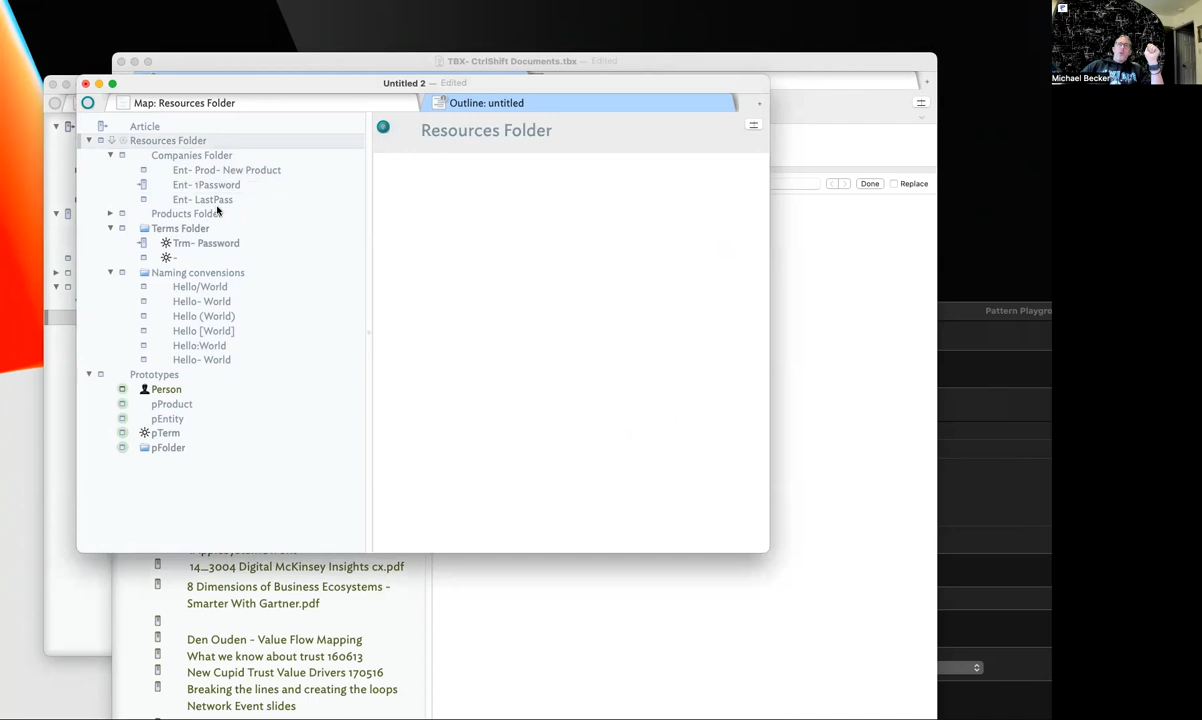 TBX- CtrlShift Documents.tbx — Edited
Untitled 2 — Edited
Map: Resources Folder
Outline: untitled
Article
Resources Folder
Companies Folder
Ent- Prod- New Product
Ent- 1Password
Ent- LastPass
Products Folder
Terms Folder
Trm- Password
-
Naming convensions
Hello/World
Hello- World
Hello (World)
Hello [World]
Hello:World
Hello- World
Prototypes
Person
pProduct
pEntity
pTerm
pFolder
Resources Folder
Done
Replace
14_3004 Digital McKinsey Insights cx.pdf
8 Dimensions of Business Ecosystems -
Smarter With Gartner.pdf
Den Ouden - Value Flow Mapping
What we know about trust 160613
New Cupid Trust Value Drivers 170516
Breaking the lines and creating the loops
Network Event slides
Pattern Playgro
Michael Becker